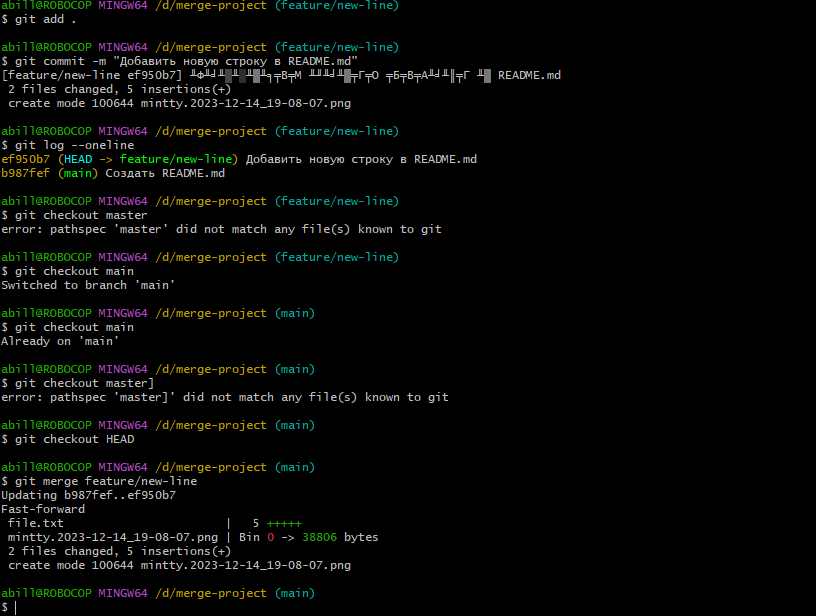 abill@ROBOCOP MINGW64 /d/merge-project (feature/new-line)
$ git add .
abill@ROBOCOP MINGW64 /d/merge-project (feature/new-line)
$ git commit -m "Добавить новую строку в README.md"
[feature/new-line ef950b7] README.md
2 files changed, 5 insertions(+)
create mode 100644 mintty.2023-12-14_19-08-07.png
abill@ROBOCOP MINGW64 /d/merge-project (feature/new-line)
$ git log --oneline
ef950b7 (HEAD -> feature/new-line) Добавить новую строку в README.md
b987fef (main) Создать README.md
abill@ROBOCOP MINGW64 /d/merge-project (feature/new-line)
$ git checkout master
error: pathspec 'master' did not match any file(s) known to git
abill@ROBOCOP MINGW64 /d/merge-project (feature/new-line)
$ git checkout main
Switched to branch 'main'
abill@ROBOCOP MINGW64 /d/merge-project (main)
$ git checkout main
Already on 'main'
abill@ROBOCOP MINGW64 /d/merge-project (main)
$ git checkout master]
error: pathspec 'master]' did not match any file(s) known to git
abill@ROBOCOP MINGW64 /d/merge-project (main)
$ git checkout HEAD
abill@ROBOCOP MINGW64 /d/merge-project (main)
$ git merge feature/new-line
Updating b987fef..ef950b7
Fast-forward
file.txt | 5 +++++
mintty.2023-12-14_19-08-07.png | Bin 0 -> 38806 bytes
2 files changed, 5 insertions(+)
create mode 100644 mintty.2023-12-14_19-08-07.png
abill@ROBOCOP MINGW64 /d/merge-project (main)
$